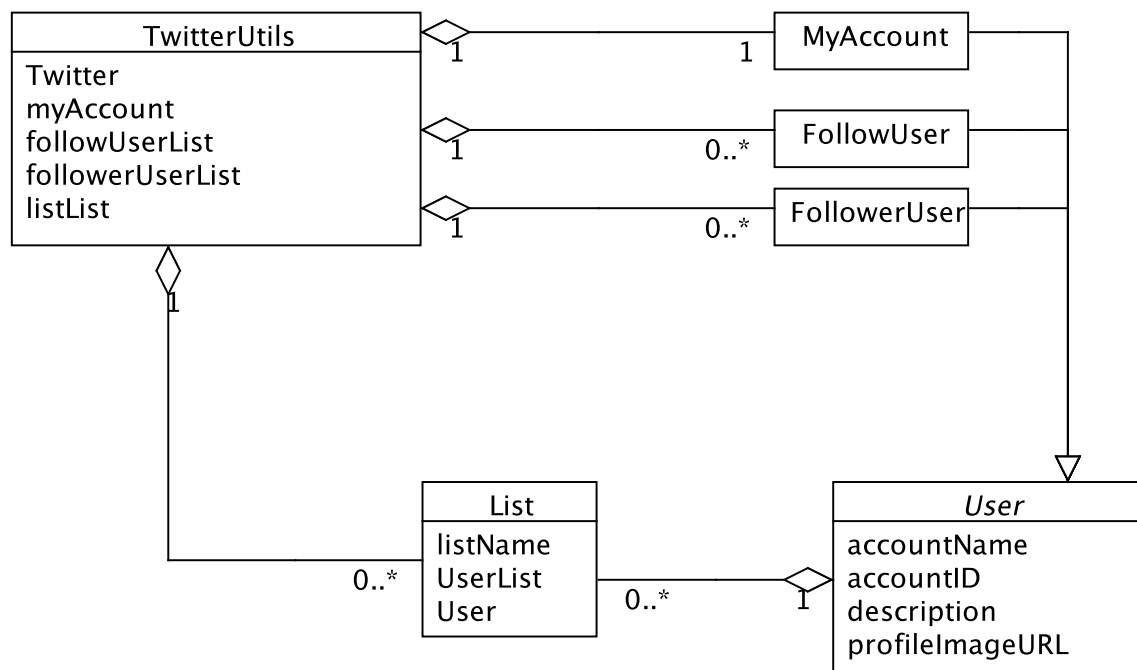 TwitterUtils
Twitter
myAccount
followUserList
followerUserList
listList
1
1
MyAccount
1
0..*
FollowUser
1
0..*
FollowerUser
1
0..*
List
listName
UserList
User
0..*
1
User
accountName
accountID
description
profileImageURL